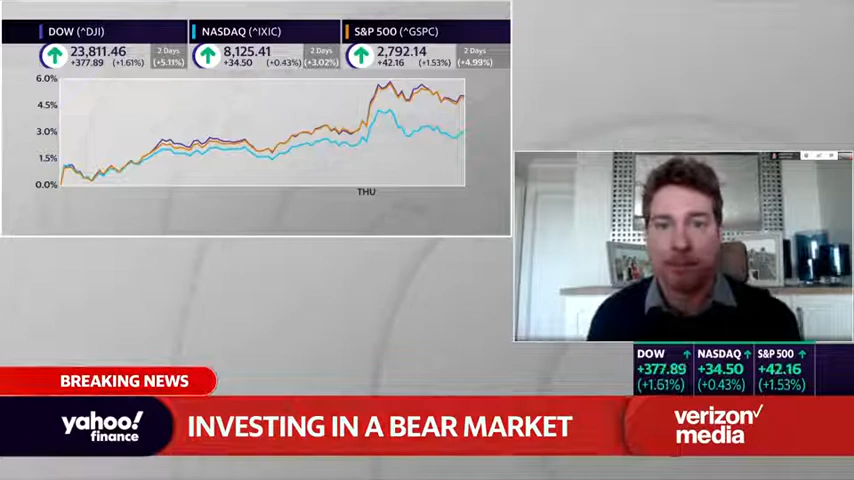 DOW (^DJI)
NASDAQ (^IXIC)
S&P 500 (^GSPC)
23,811.46
+377.89 (+1.61%)
2 Days
(+5.11%)
8,125.41
+34.50 (+0.43%)
2 Days
(+3.02%)
2,792.14
+42.16 (+1.53%)
2 Days
(+4.99%)
6.0%
4.5%
3.0%
1.5%
0.0%
THU
DOW
+377.89
(+1.61%)
NASDAQ
+34.50
(+0.43%)
S&P 500
+42.16
(+1.53%)
BREAKING NEWS
yahoo!
finance
INVESTING IN A BEAR MARKET
verizon✓
media